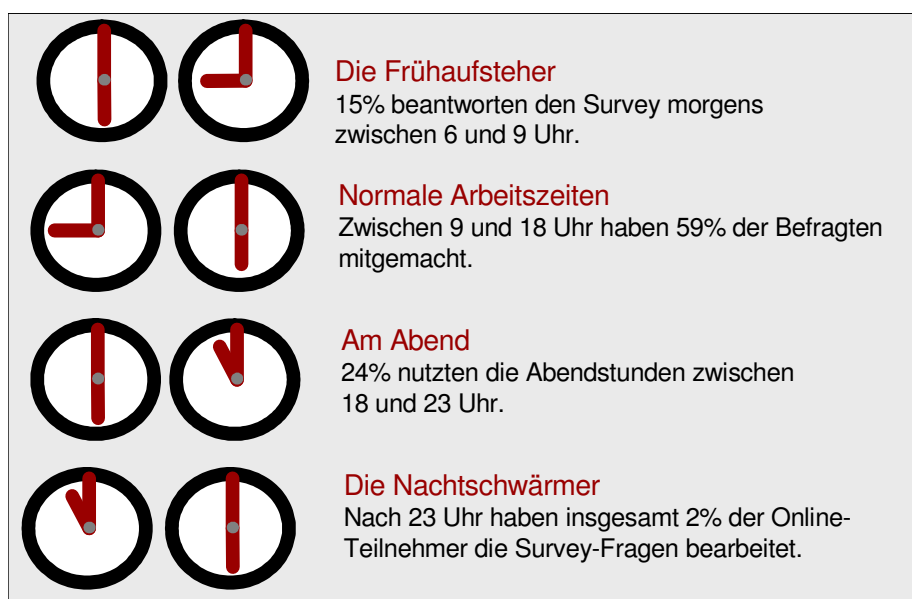 Die Frühaufsteher
15% beantworten den Survey morgens
zwischen 6 und 9 Uhr.
Normale Arbeitszeiten
Zwischen 9 und 18 Uhr haben 59% der Befragten
mitgemacht.
Am Abend
24% nutzten die Abendstunden zwischen
18 und 23 Uhr.
Die Nachtschwärmer
Nach 23 Uhr haben insgesamt 2% der Online-
Teilnehmer die Survey-Fragen bearbeitet.